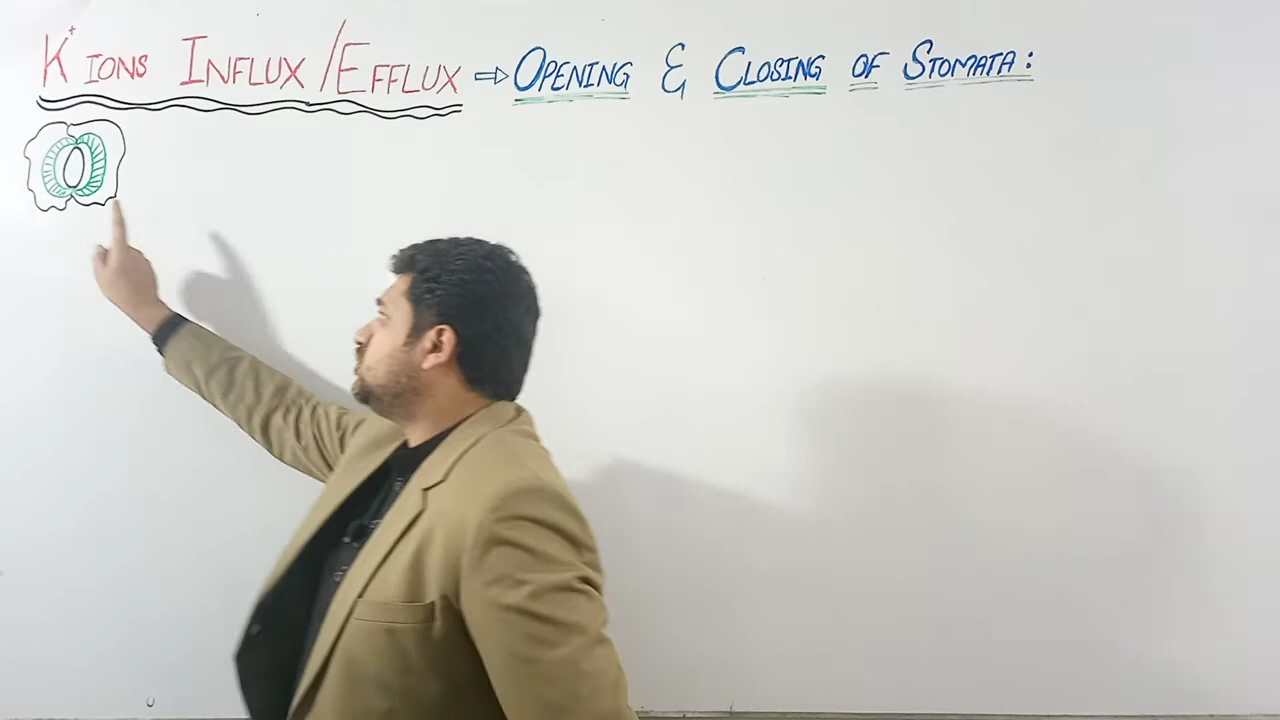 K⁺ IONS INFLUX/EFFLUX ⇨ OPENING & CLOSING OF STOMATA: